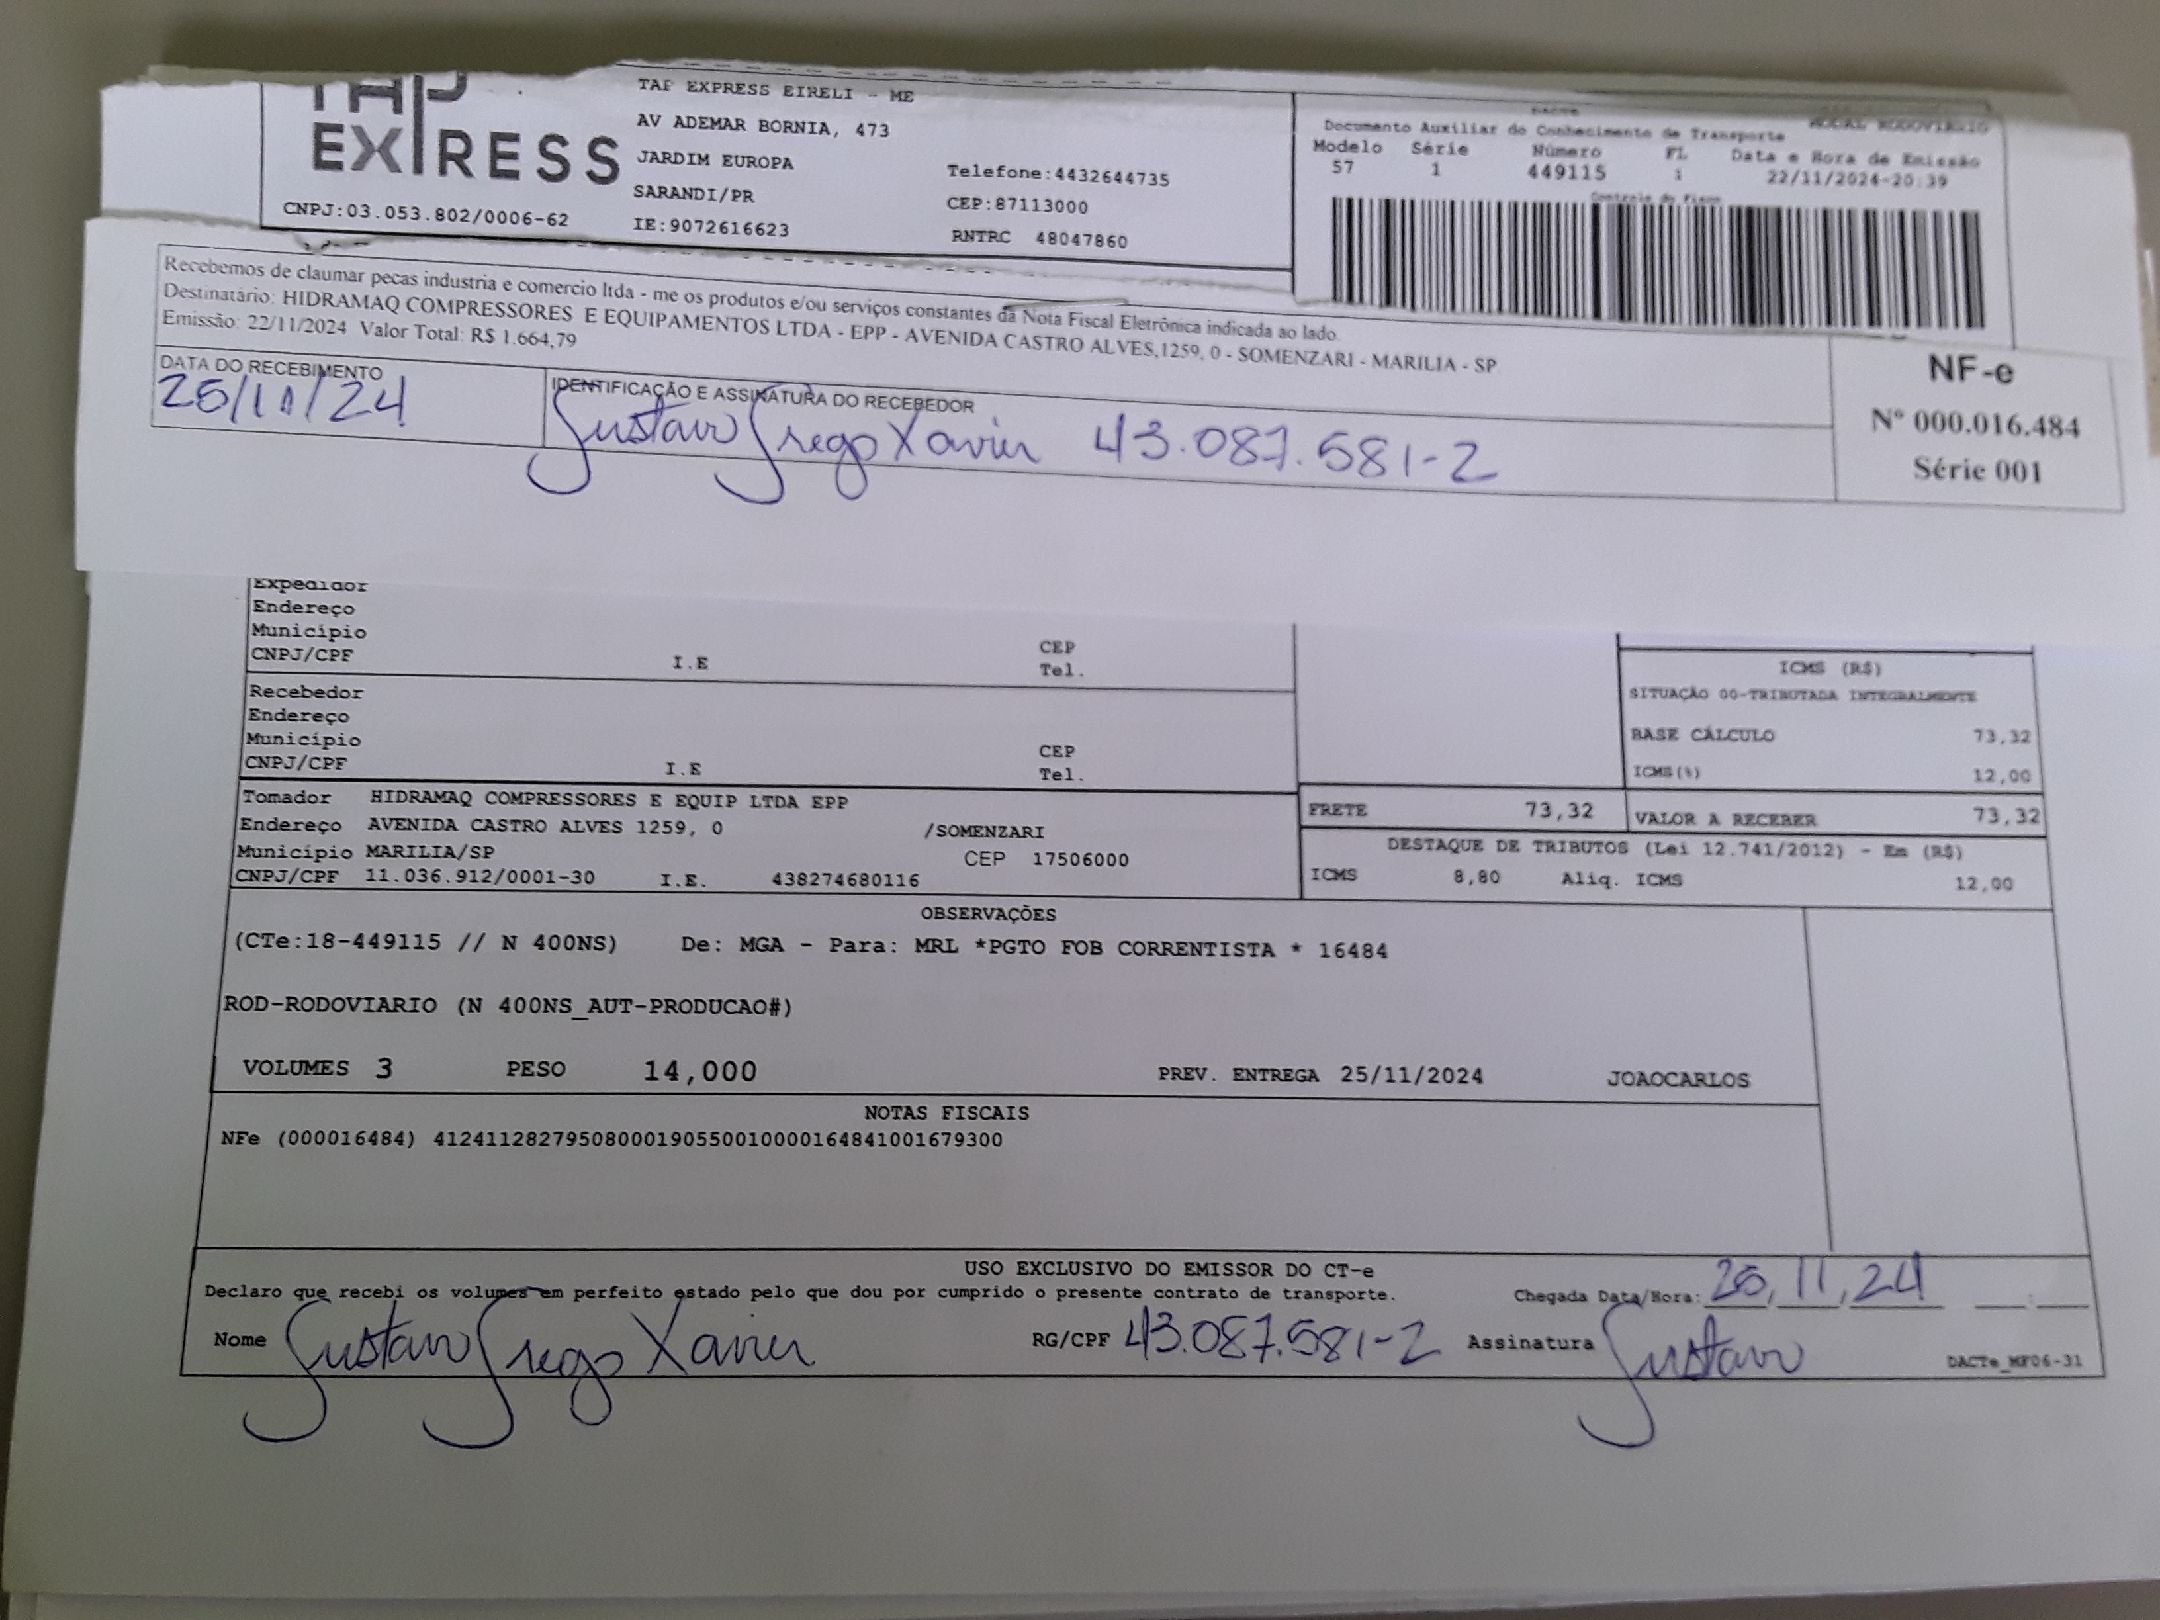 TAP
EXPRESS
TAP EXPRESS EIRELI - ME
AV ADEMAR BORNIA, 473
JARDIM EUROPA
SARANDI/PR
Telefone:4432644735
CEP:87113000
CNPJ:03.053.802/0006-62
IE:9072616623
RNTRC 48047860
DACTE
MODAL RODOVIARIO
Documento Auxiliar do Conhecimento de Transporte
Modelo Série Número FL Data e Hora de Emissão
57 1 449115 1 22/11/2024-20:39
Controle do Fisco
Recebemos de claumar pecas industria e comercio ltda - me os produtos e/ou serviços constantes da Nota Fiscal Eletrônica indicada ao lado.
Destinatário: HIDRAMAQ COMPRESSORES E EQUIPAMENTOS LTDA - EPP - AVENIDA CASTRO ALVES,1259, 0 - SOMENZARI - MARILIA - SP
Emissão: 22/11/2024 Valor Total: R$ 1.664,79
DATA DO RECEBIMENTO
25/11/24
IDENTIFICAÇÃO E ASSINATURA DO RECEBEDOR
Gustavo Grego Xavier 43.087.581-2
NF-e
Nº 000.016.484
Série 001
Expedidor
Endereço
Município CEP
CNPJ/CPF I.E Tel.
Recebedor
Endereço
Município CEP
CNPJ/CPF I.E Tel.
ICMS (R$)
SITUAÇÃO 00-TRIBUTADA INTEGRALMENTE
BASE CÁLCULO 73,32
ICMS(%) 12,00
Tomador HIDRAMAQ COMPRESSORES E EQUIP LTDA EPP
Endereço AVENIDA CASTRO ALVES 1259, 0 /SOMENZARI
Município MARILIA/SP CEP 17506000
CNPJ/CPF 11.036.912/0001-30 I.E. 438274680116
FRETE 73,32 VALOR A RECEBER 73,32
DESTAQUE DE TRIBUTOS (Lei 12.741/2012) - Em (R$)
ICMS 8,80 Aliq. ICMS 12,00
OBSERVAÇÕES
(CTe:18-449115 // N 400NS) De: MGA - Para: MRL *PGTO FOB CORRENTISTA * 16484
ROD-RODOVIARIO (N 400NS_AUT-PRODUCAO#)
VOLUMES 3 PESO 14,000 PREV. ENTREGA 25/11/2024 JOAOCARLOS
NOTAS FISCAIS
NFe (000016484) 41241128279508000190550010000164841001679300
USO EXCLUSIVO DO EMISSOR DO CT-e
Declaro que recebi os volumes em perfeito estado pelo que dou por cumprido o presente contrato de transporte. Chegada Data/Hora: 25, 11, 24 :
Nome Gustavo Grego Xavier RG/CPF 43.087.581-2 Assinatura Gustavo
DACTe_MF06-31